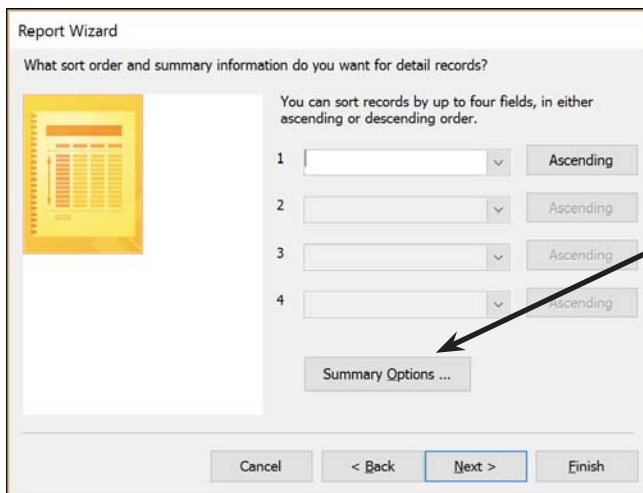 Report Wizard
What sort order and summary information do you want for detail records?
You can sort records by up to four fields, in either
ascending or descending order.
1 Ascending
2 Ascending
3 Ascending
4 Ascending
Summary Options ...
Cancel < Back Next > Finish